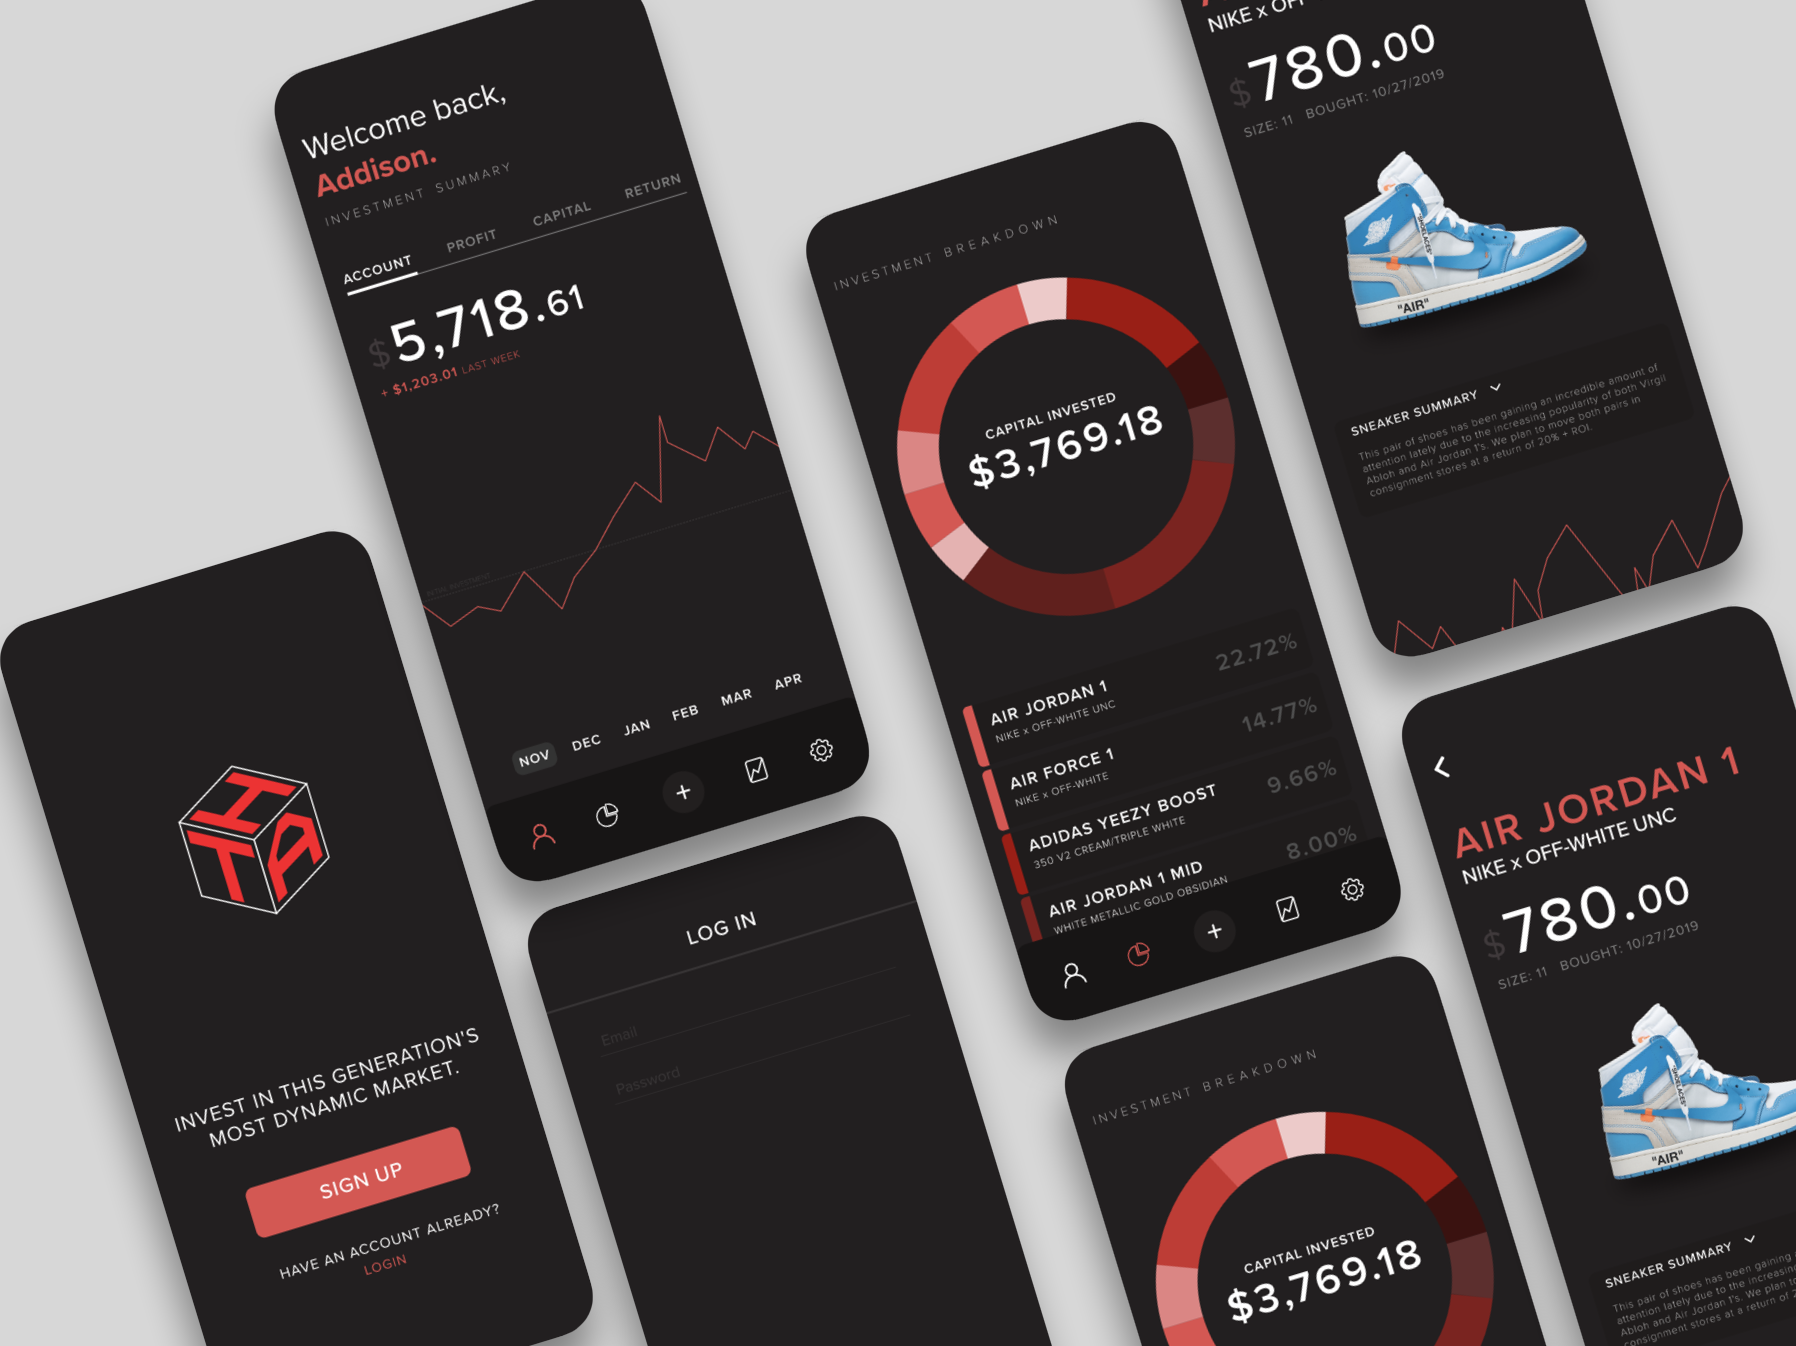 Welcome back,
Addison.
INVESTMENT SUMMARY
ACCOUNT PROFIT CAPITAL RETURN
$5,718.61
+ $1,203.01 LAST WEEK
NOV DEC JAN FEB MAR APR
+
H
T A
INVEST IN THIS GENERATION'S
MOST DYNAMIC MARKET.
SIGN UP
HAVE AN ACCOUNT ALREADY?
LOGIN
LOG IN
Email
Password
INVESTMENT BREAKDOWN
CAPITAL INVESTED
$3,769.18
AIR JORDAN 1
NIKE x OFF-WHITE UNC
22.72%
AIR FORCE 1
NIKE x OFF-WHITE
14.77%
ADIDAS YEEZY BOOST
350 V2 CREAM/TRIPLE WHITE
9.66%
AIR JORDAN 1 MID
WHITE METALLIC GOLD OBSIDIAN
8.00%
+
INVESTMENT BREAKDOWN
CAPITAL INVESTED
$3,769.18
NIKE x OFF
$780.00
SIZE: 11 BOUGHT: 10/27/2019
"SHOELACES"
"AIR"
SNEAKER SUMMARY
This pair of shoes has been gaining an incredible amount of
attention lately due to the increasing popularity of both Virgil
Abloh and Air Jordan 1's. We plan to move both pairs in
consignment stores at a return of 20% + ROI.
AIR JORDAN 1
NIKE x OFF-WHITE UNC
$780.00
SIZE: 11 BOUGHT: 10/27/2019
"SHOELACES"
"AIR"
SNEAKER SUMMARY
This pair of shoes has been gaining
attention lately due to the increasing
Abloh and Air Jordan 1's. We plan to
consignment stores at a return of 2